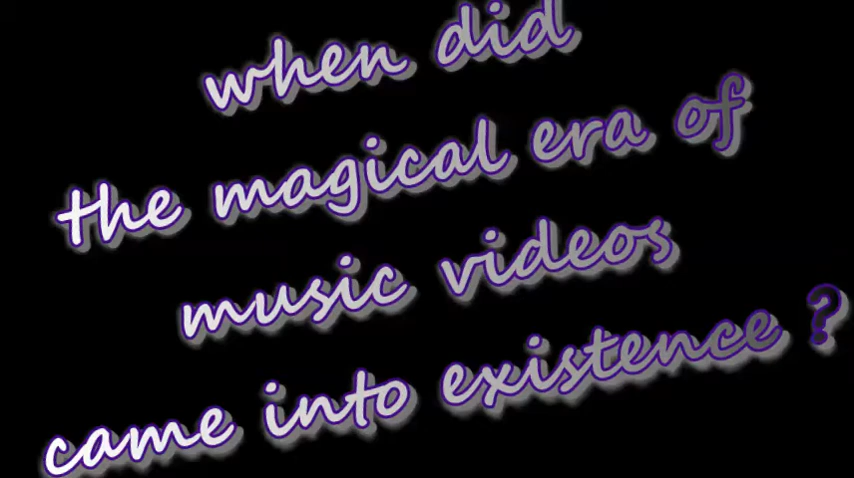 when did
the magical era of
music videos
came into existence ?